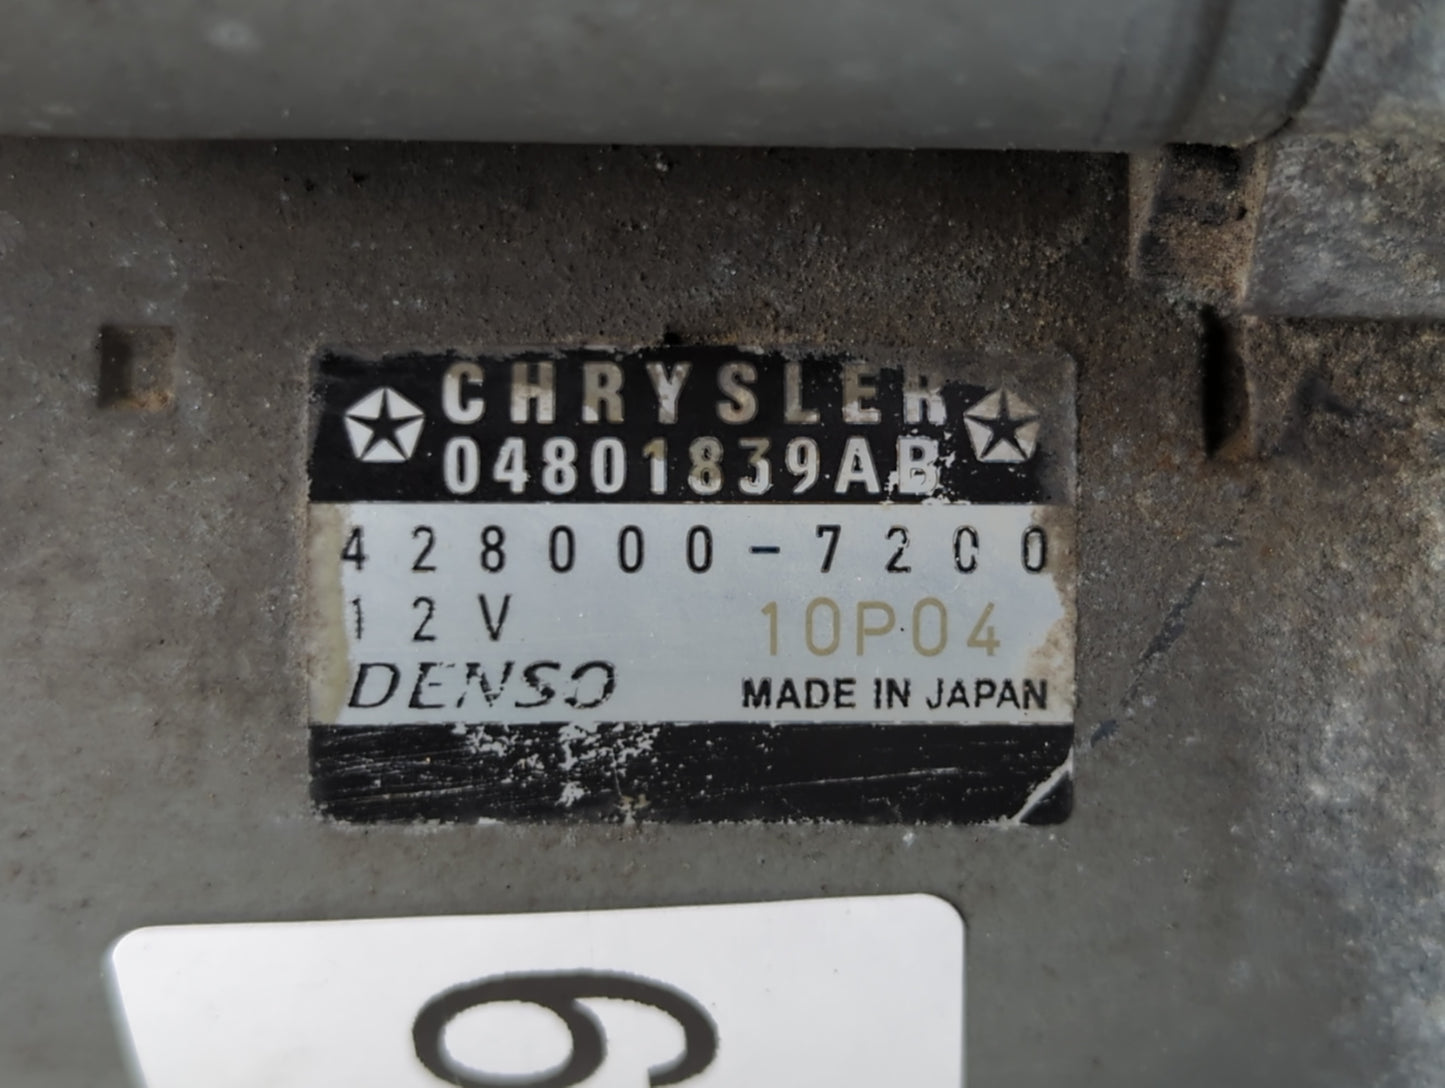 CHRYSLER
04801839AB
428000-7200
12V 10P04
DENSO MADE IN JAPAN